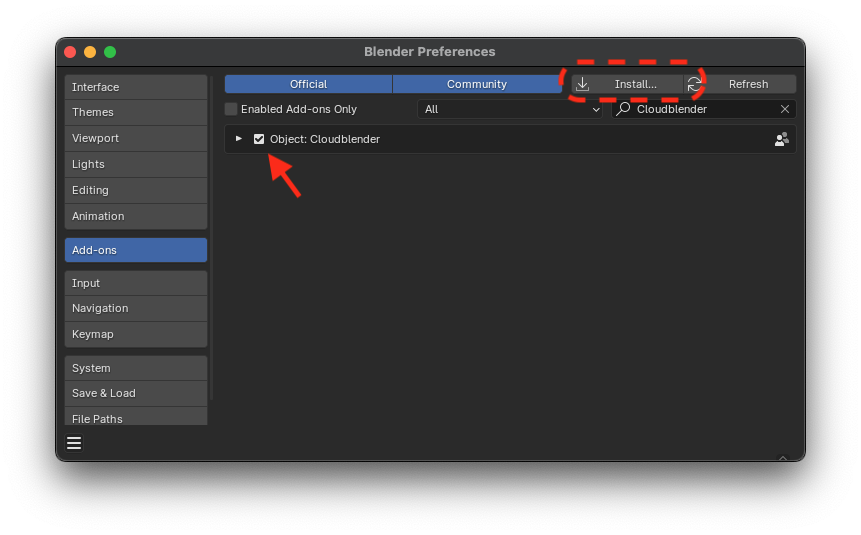 Blender Preferences
Interface
Themes
Viewport
Lights
Editing
Animation
Add-ons
Input
Navigation
Keymap
System
Save & Load
File Paths
Official Community Install... Refresh
Enabled Add-ons Only All Cloudblender
Object: Cloudblender